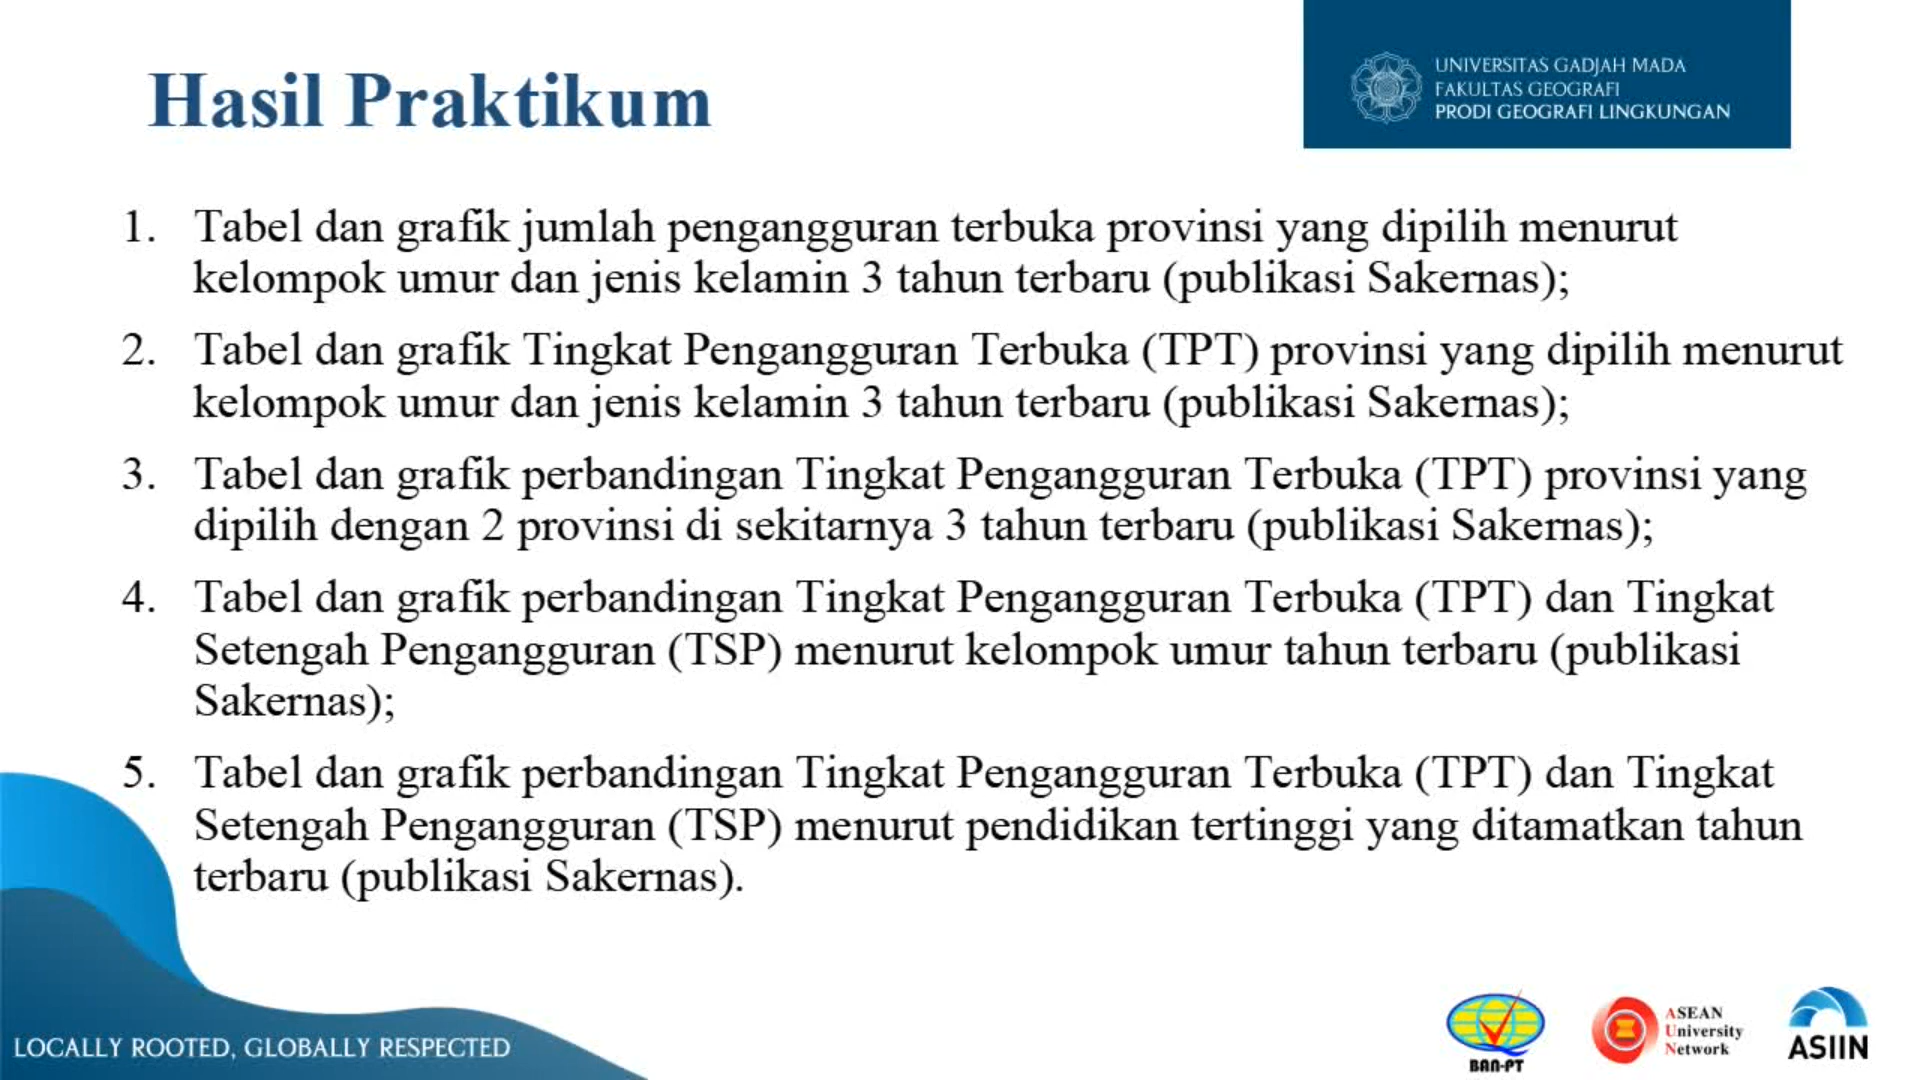 Hasil Praktikum
UNIVERSITAS GADJAH MADA
FAKULTAS GEOGRAFI
PRODI GEOGRAFI LINGKUNGAN
1. Tabel dan grafik jumlah pengangguran terbuka provinsi yang dipilih menurut
kelompok umur dan jenis kelamin 3 tahun terbaru (publikasi Sakernas);
2. Tabel dan grafik Tingkat Pengangguran Terbuka (TPT) provinsi yang dipilih menurut
kelompok umur dan jenis kelamin 3 tahun terbaru (publikasi Sakernas);
3. Tabel dan grafik perbandingan Tingkat Pengangguran Terbuka (TPT) provinsi yang
dipilih dengan 2 provinsi di sekitarnya 3 tahun terbaru (publikasi Sakernas);
4. Tabel dan grafik perbandingan Tingkat Pengangguran Terbuka (TPT) dan Tingkat
Setengah Pengangguran (TSP) menurut kelompok umur tahun terbaru (publikasi
Sakernas);
5. Tabel dan grafik perbandingan Tingkat Pengangguran Terbuka (TPT) dan Tingkat
Setengah Pengangguran (TSP) menurut pendidikan tertinggi yang ditamatkan tahun
terbaru (publikasi Sakernas).
LOCALLY ROOTED, GLOBALLY RESPECTED
BAN-PT
ASEAN
University
Network
ASIIN